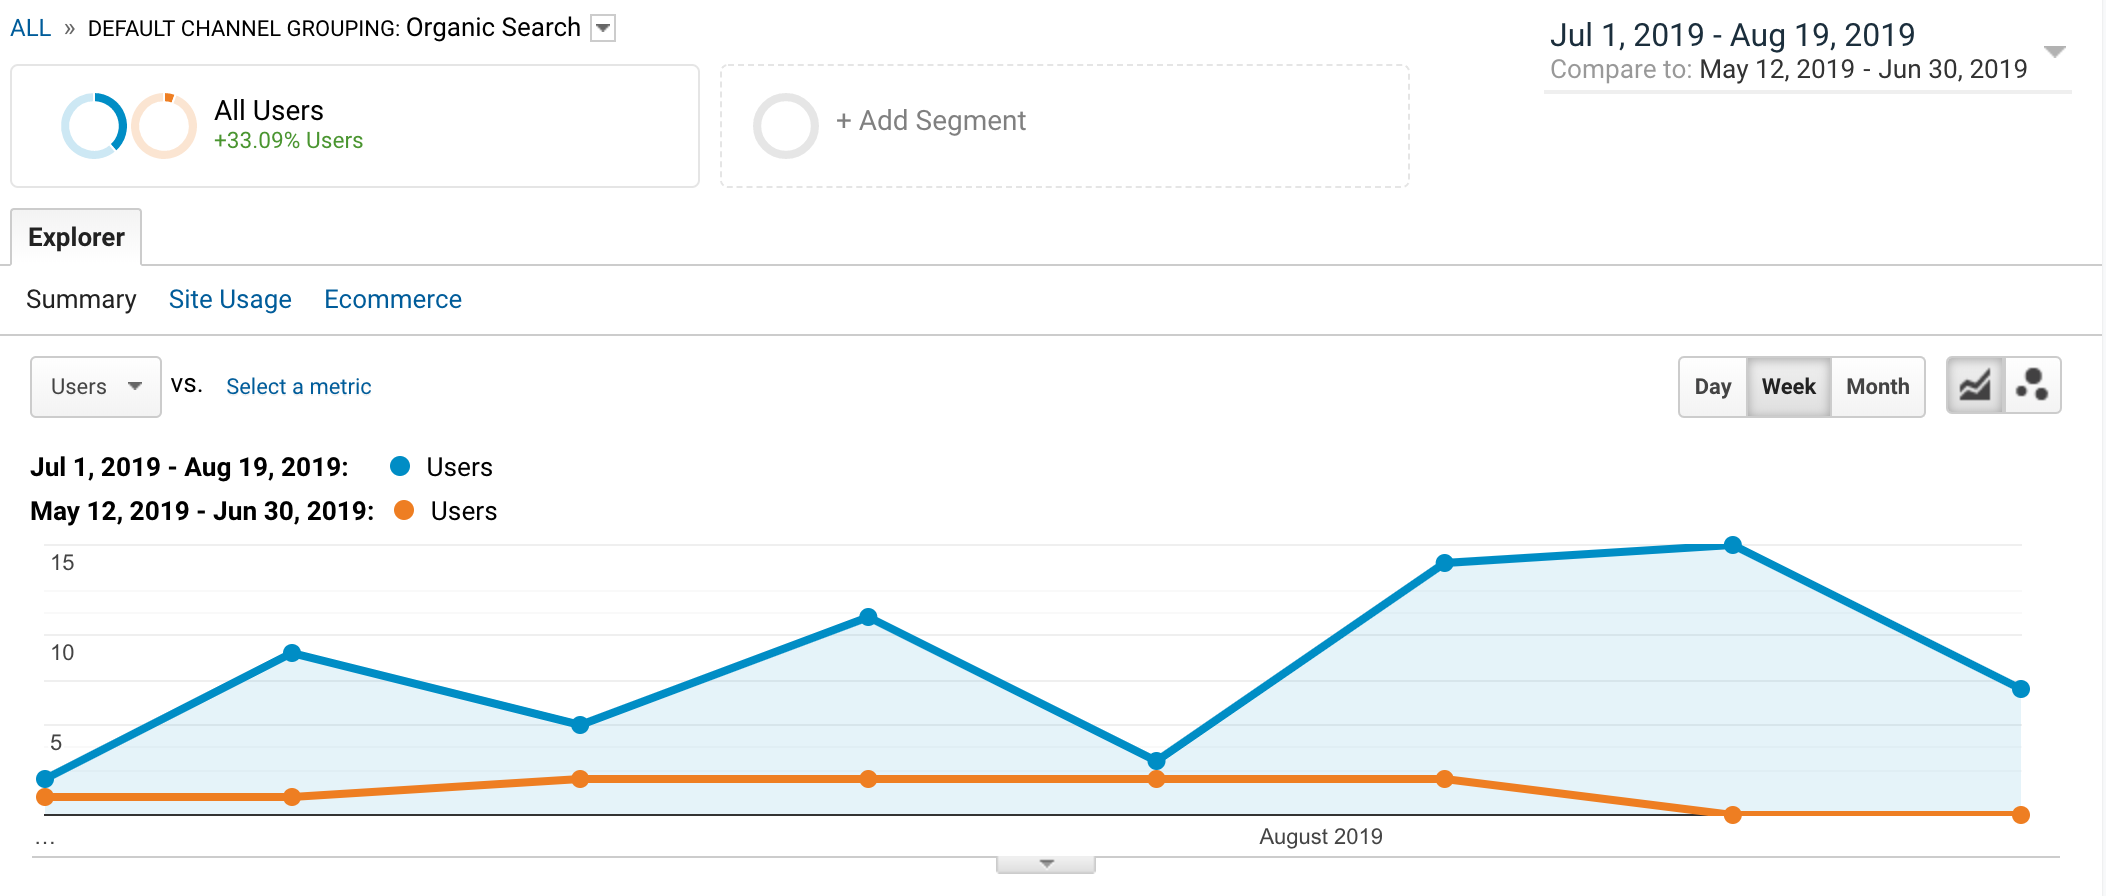 ALL » DEFAULT CHANNEL GROUPING: Organic Search
Jul 1, 2019 - Aug 19, 2019
Compare to: May 12, 2019 - Jun 30, 2019
All Users
+33.09% Users
+ Add Segment
Explorer
Summary Site Usage Ecommerce
Users VS. Select a metric
Day Week Month
Jul 1, 2019 - Aug 19, 2019: Users
May 12, 2019 - Jun 30, 2019: Users
15
10
5
... August 2019